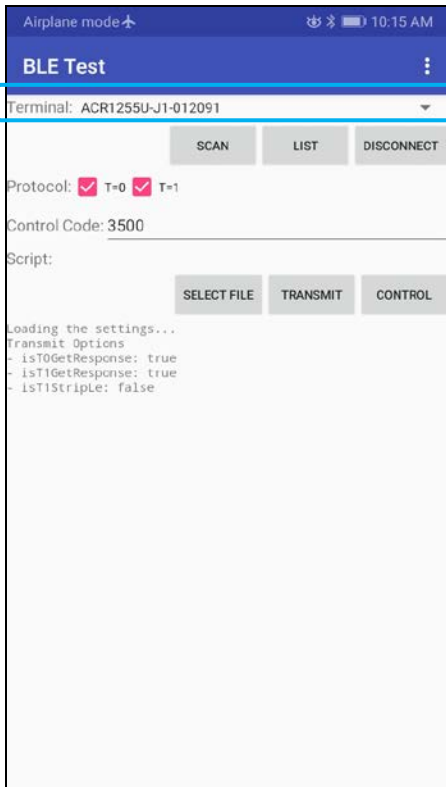 Airplane mode 10:15 AM
BLE Test
Terminal: ACR1255U-J1-012091
SCAN LIST DISCONNECT
Protocol: T=0 T=1
Control Code: 3500
Script:
SELECT FILE TRANSMIT CONTROL
Loading the settings...
Transmit Options
- isT0GetResponse: true
- isT1GetResponse: true
- isT1StripLe: false